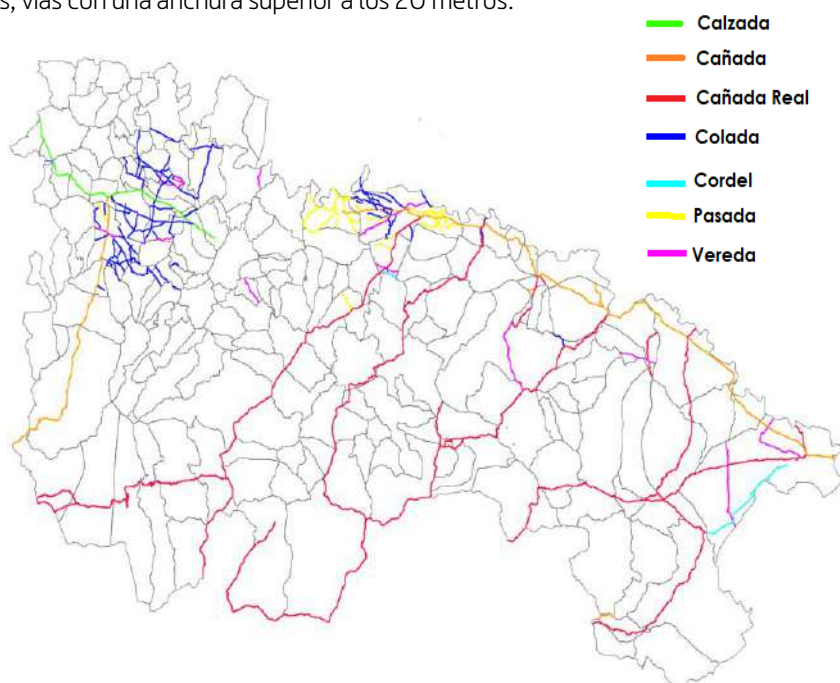 s, vías con una anchura superior a los 20 metros.
Calzada
Cañada
Cañada Real
Colada
Cordel
Pasada
Vereda